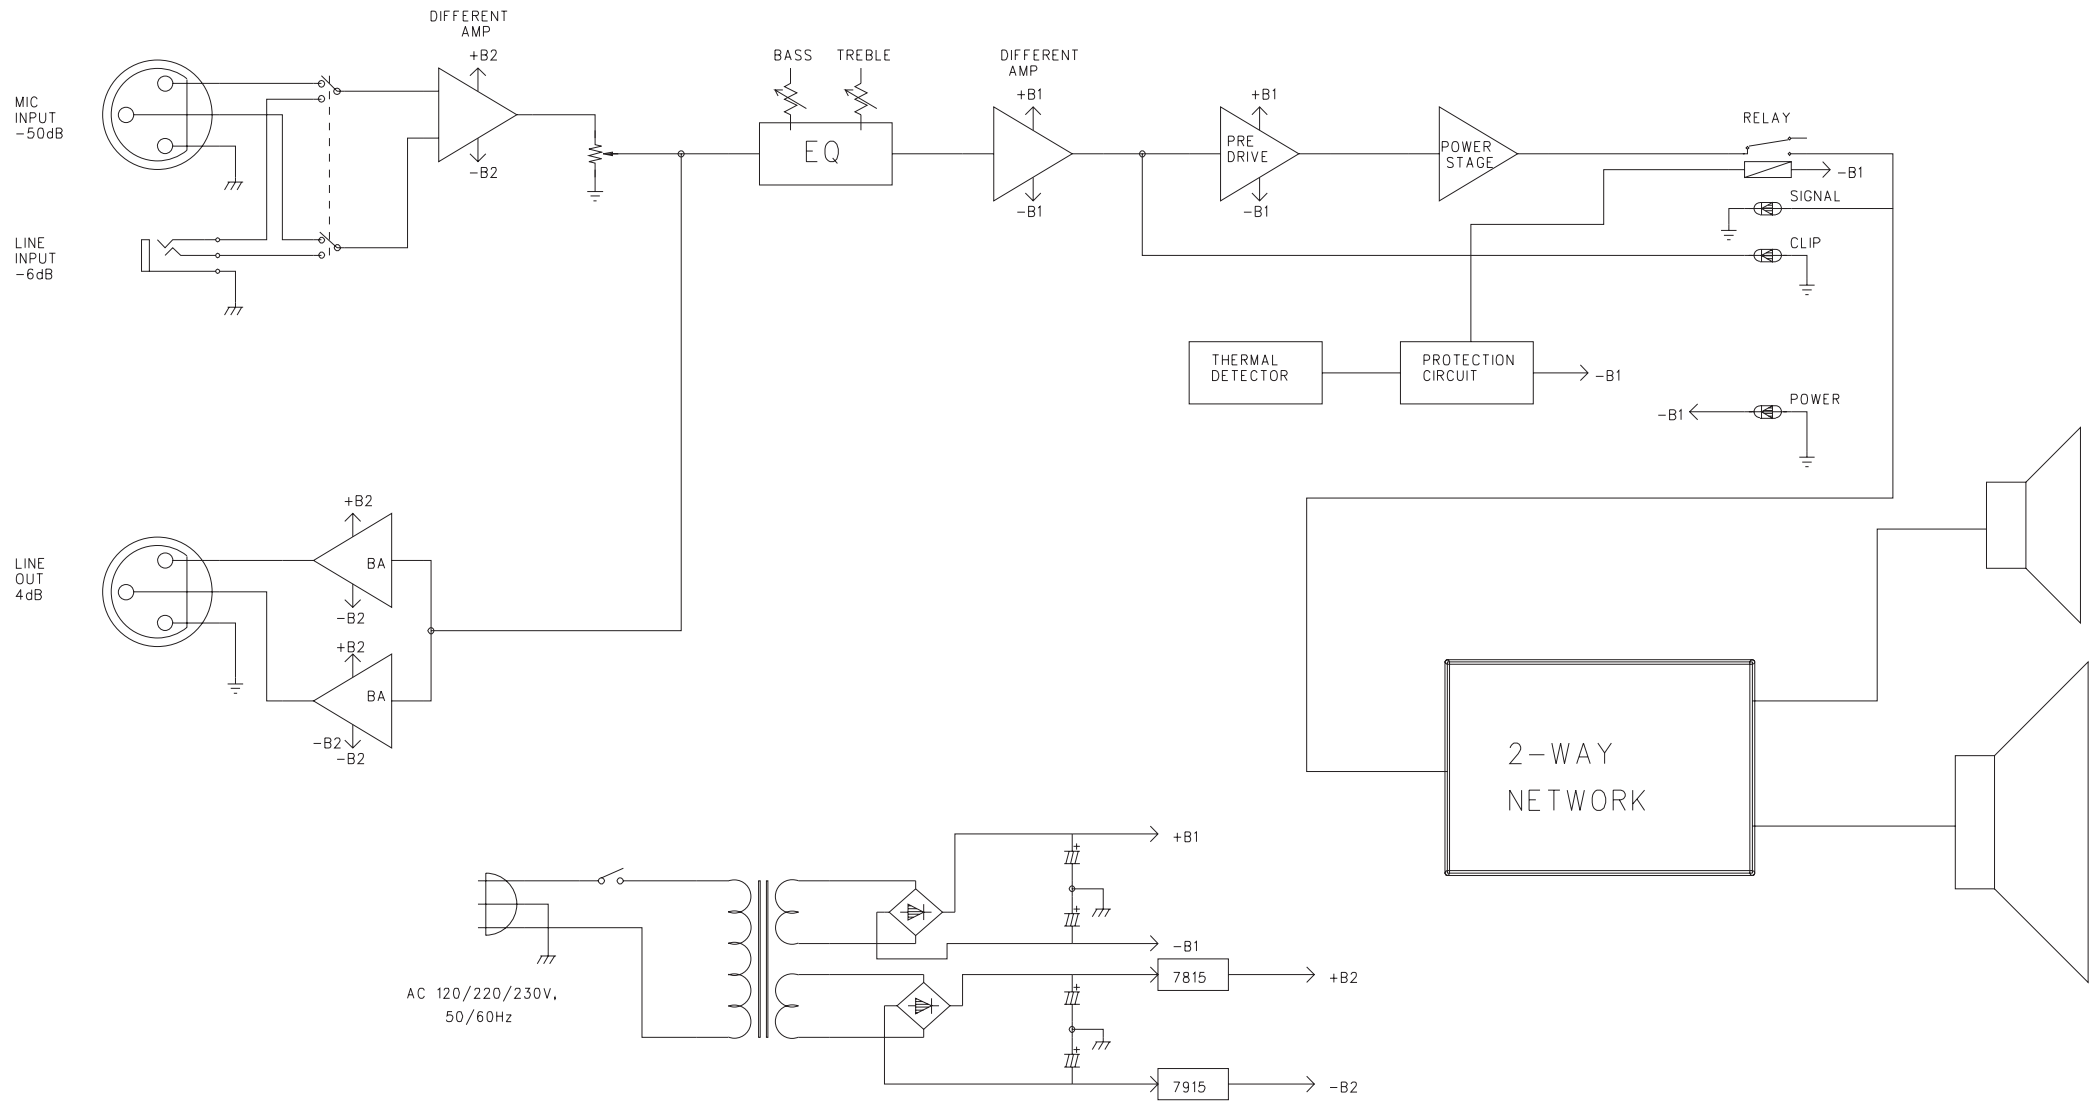 DIFFERENT
AMP
+B2
-B2
MIC
INPUT
-50dB
LINE
INPUT
-6dB
BASS
TREBLE
EQ
DIFFERENT
AMP
+B1
-B1
+B1
PRE
DRIVE
-B1
POWER
STAGE
RELAY
-B1
SIGNAL
CLIP
THERMAL
DETECTOR
PROTECTION
CIRCUIT
-B1
POWER
-B1
LINE
OUT
4dB
+B2
BA
-B2
+B2
BA
-B2
-B2
2-WAY
NETWORK
AC 120/220/230V,
50/60Hz
+
+
+B1
-B1
+
+
7815
+B2
7915
-B2